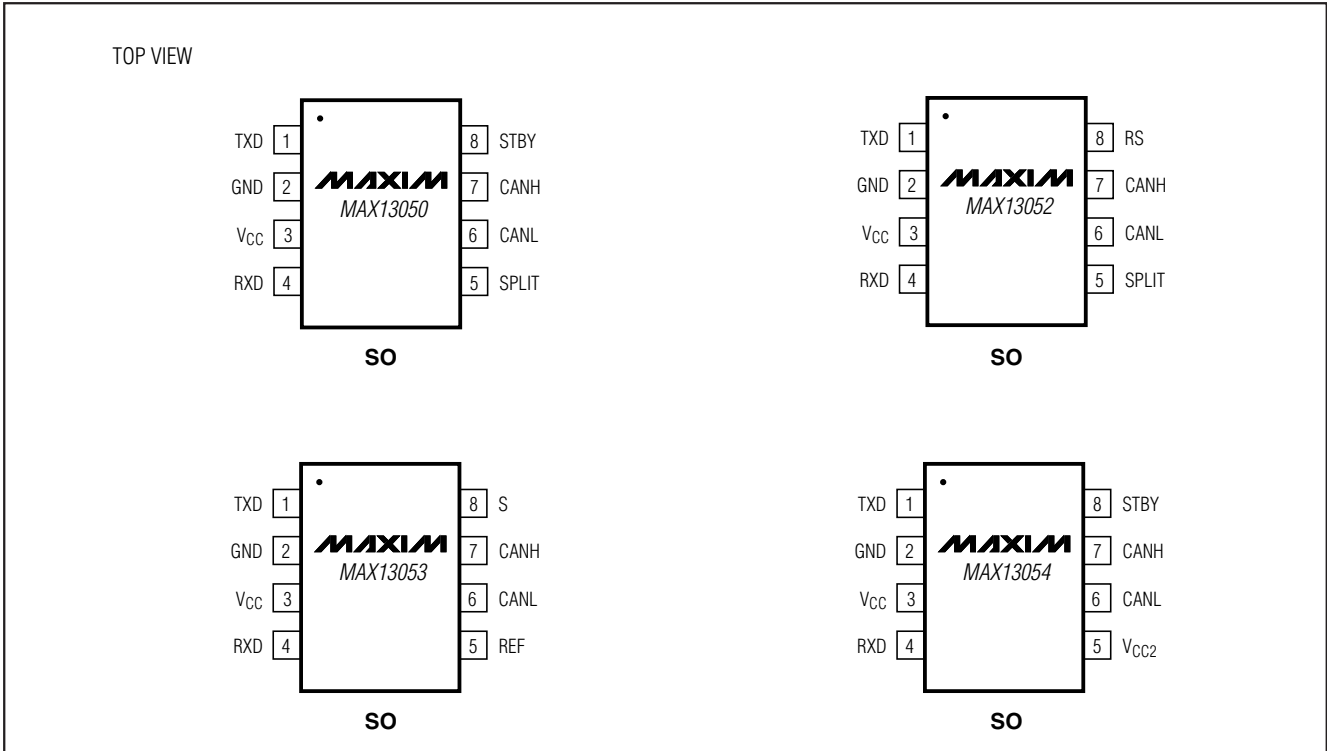 TOP VIEW
TXD 1
GND 2
VCC 3
RXD 4
MAXIM
MAX13050
8 STBY
7 CANH
6 CANL
5 SPLIT
SO
TXD 1
GND 2
VCC 3
RXD 4
MAXIM
MAX13052
8 RS
7 CANH
6 CANL
5 SPLIT
SO
TXD 1
GND 2
VCC 3
RXD 4
MAXIM
MAX13053
8 S
7 CANH
6 CANL
5 REF
SO
TXD 1
GND 2
VCC 3
RXD 4
MAXIM
MAX13054
8 STBY
7 CANH
6 CANL
5 VCC2
SO